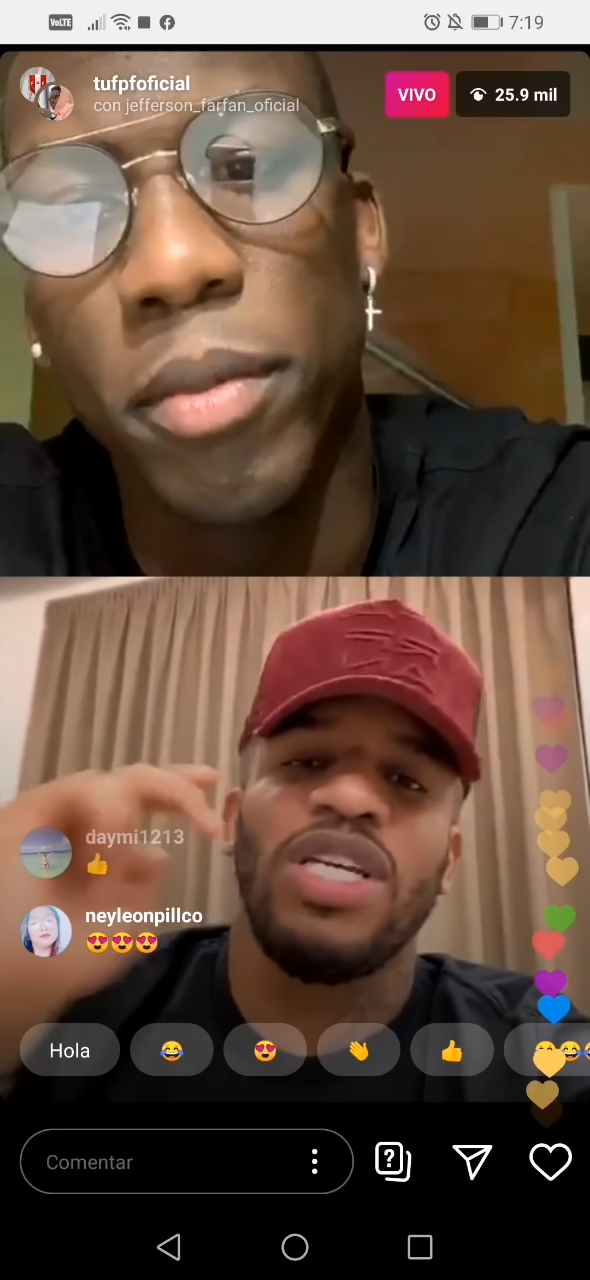 VoLTE
7:19
tufpfoficial
con jefferson_farfan_oficial
VIVO
25.9 mil
daymi1213
👍
neyleonpillco
😍😍😍
Hola
😂
😍
👋
👍
Comentar